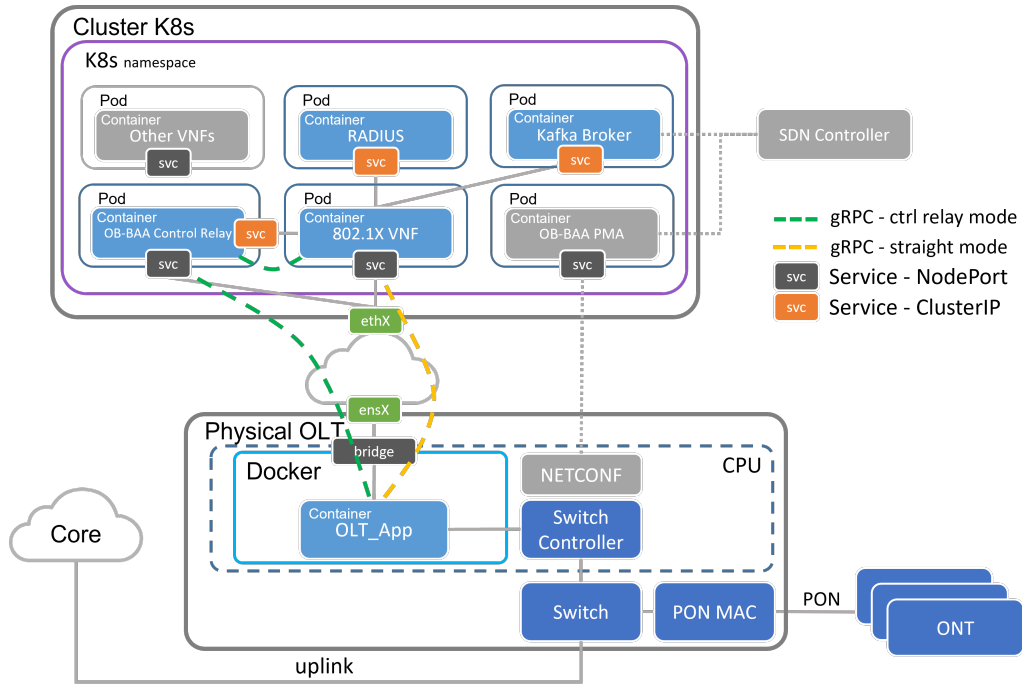 Cluster K8s
K8s namespace
Pod
Container
Other VNFs
svc
Pod
Container
RADIUS
svc
Pod
Container
Kafka Broker
svc
SDN Controller
Pod
Container
OB-BAA Control Relay
svc
svc
Pod
Container
802.1X VNF
svc
Pod
Container
OB-BAA PMA
svc
gRPC - ctrl relay mode
gRPC - straight mode
svc Service - NodePort
svc Service - ClusterIP
ethX
ensX
Physical OLT
bridge
CPU
Docker
NETCONF
Container
OLT_App
Switch
Controller
Core
Switch
PON MAC
PON
ONT
uplink